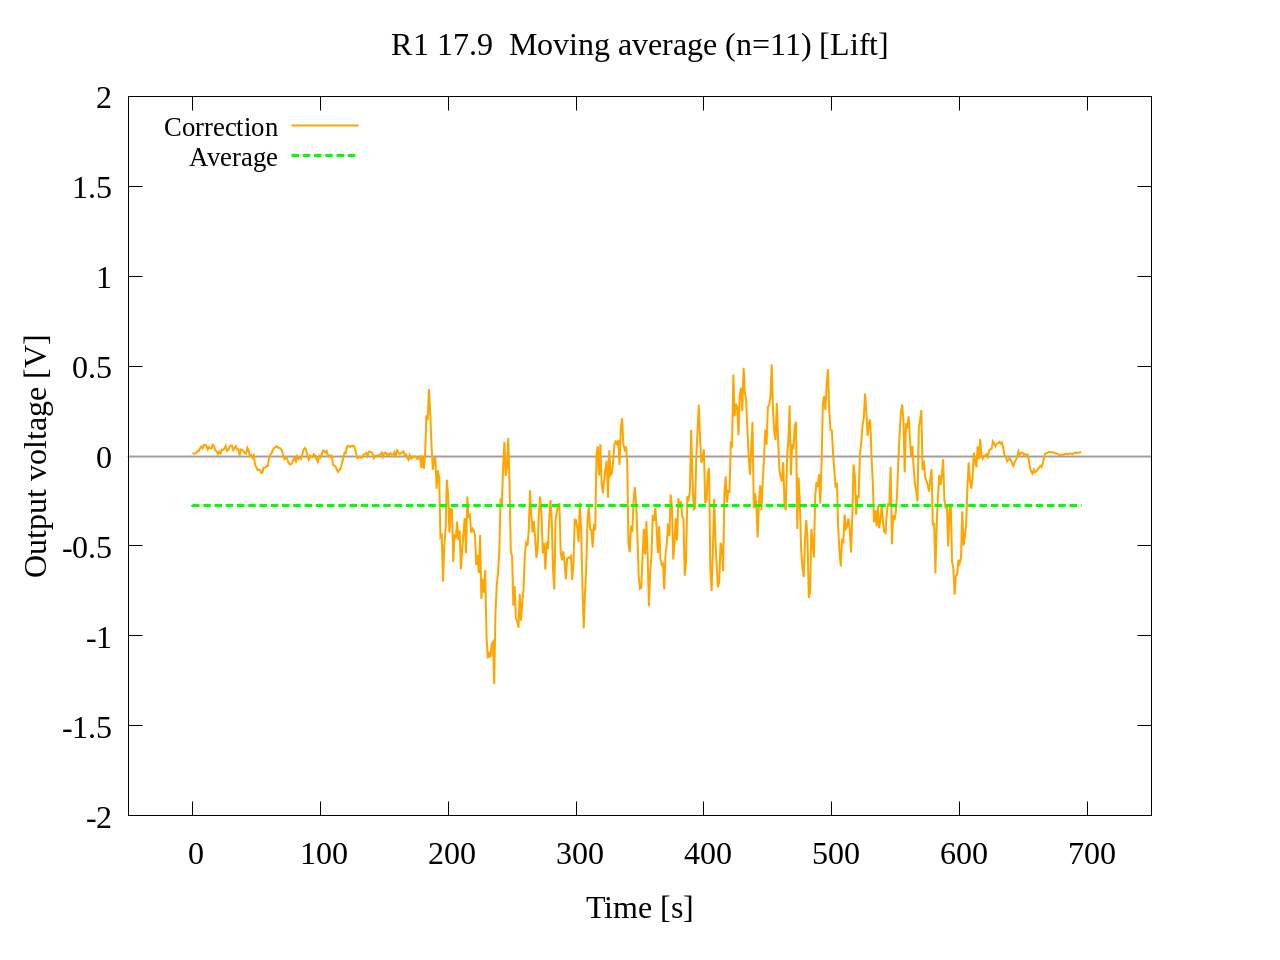 R1 17.9  Moving average (n=11) [Lift]
Correction
Average
Output voltage [V]
2
1.5
1
0.5
0
-0.5
-1
-1.5
-2
0 100 200 300 400 500 600 700
Time [s]